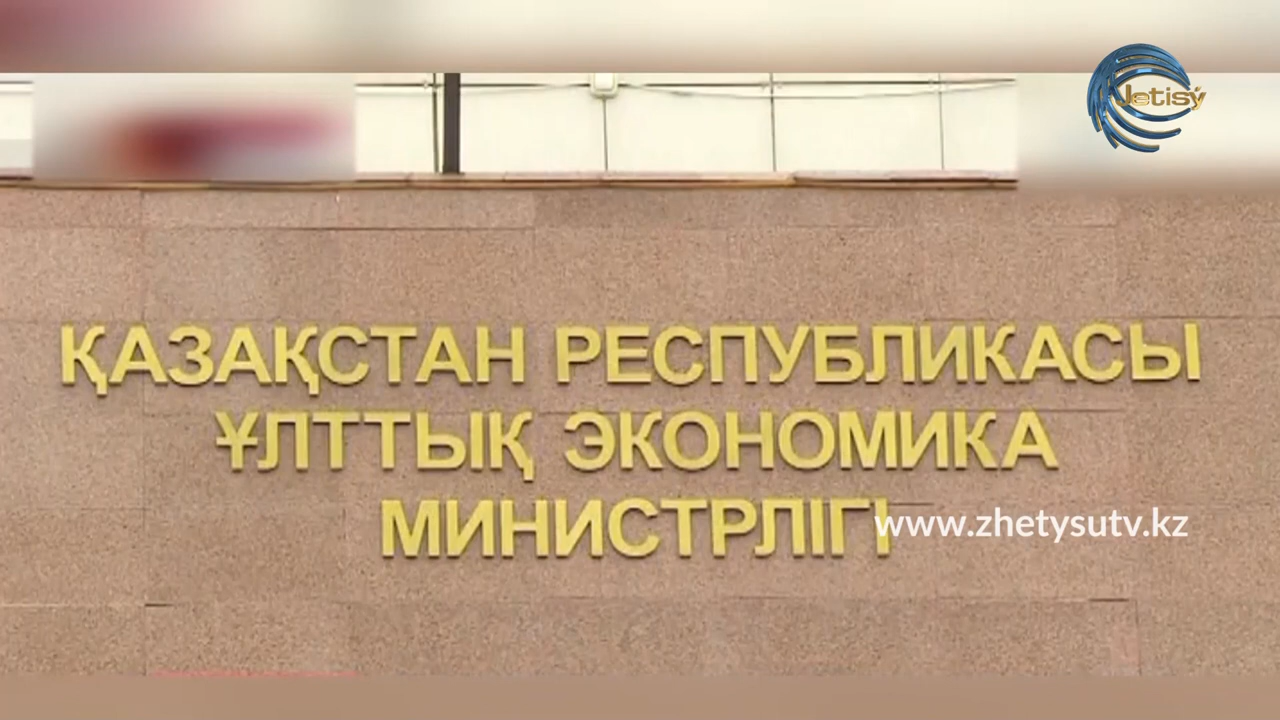 Jetisý
ҚАЗАҚСТАН РЕСПУБЛИКАСЫ
ҰЛТТЫҚ ЭКОНОМИКА
МИНИСТРЛІГІ
www.zhetysutv.kz